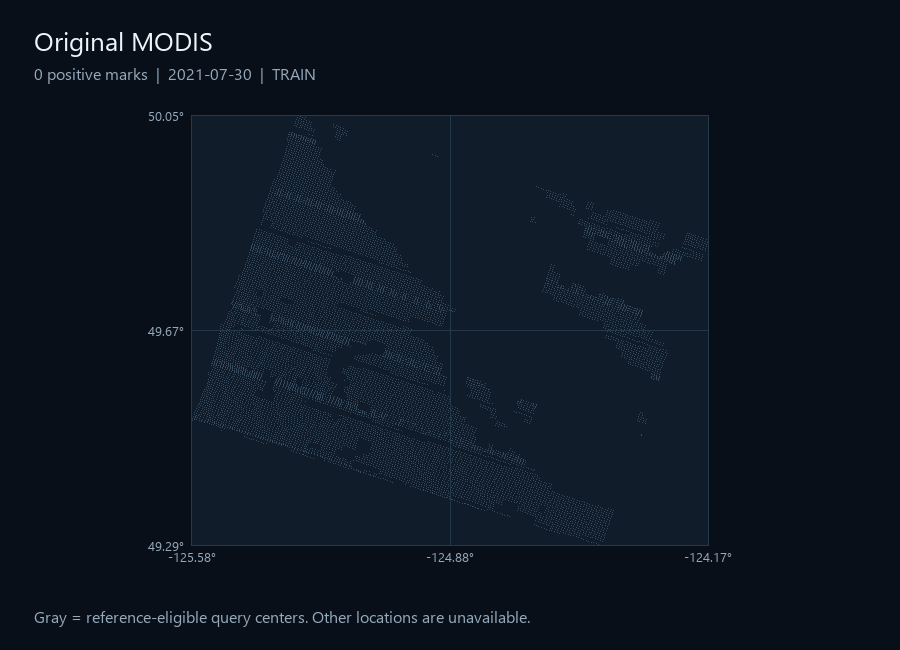 Original MODIS
0 positive marks | 2021-07-30 | TRAIN
50.05°
49.67°
49.29°
-125.58°
-124.88°
-124.17°
Gray = reference-eligible query centers. Other locations are unavailable.